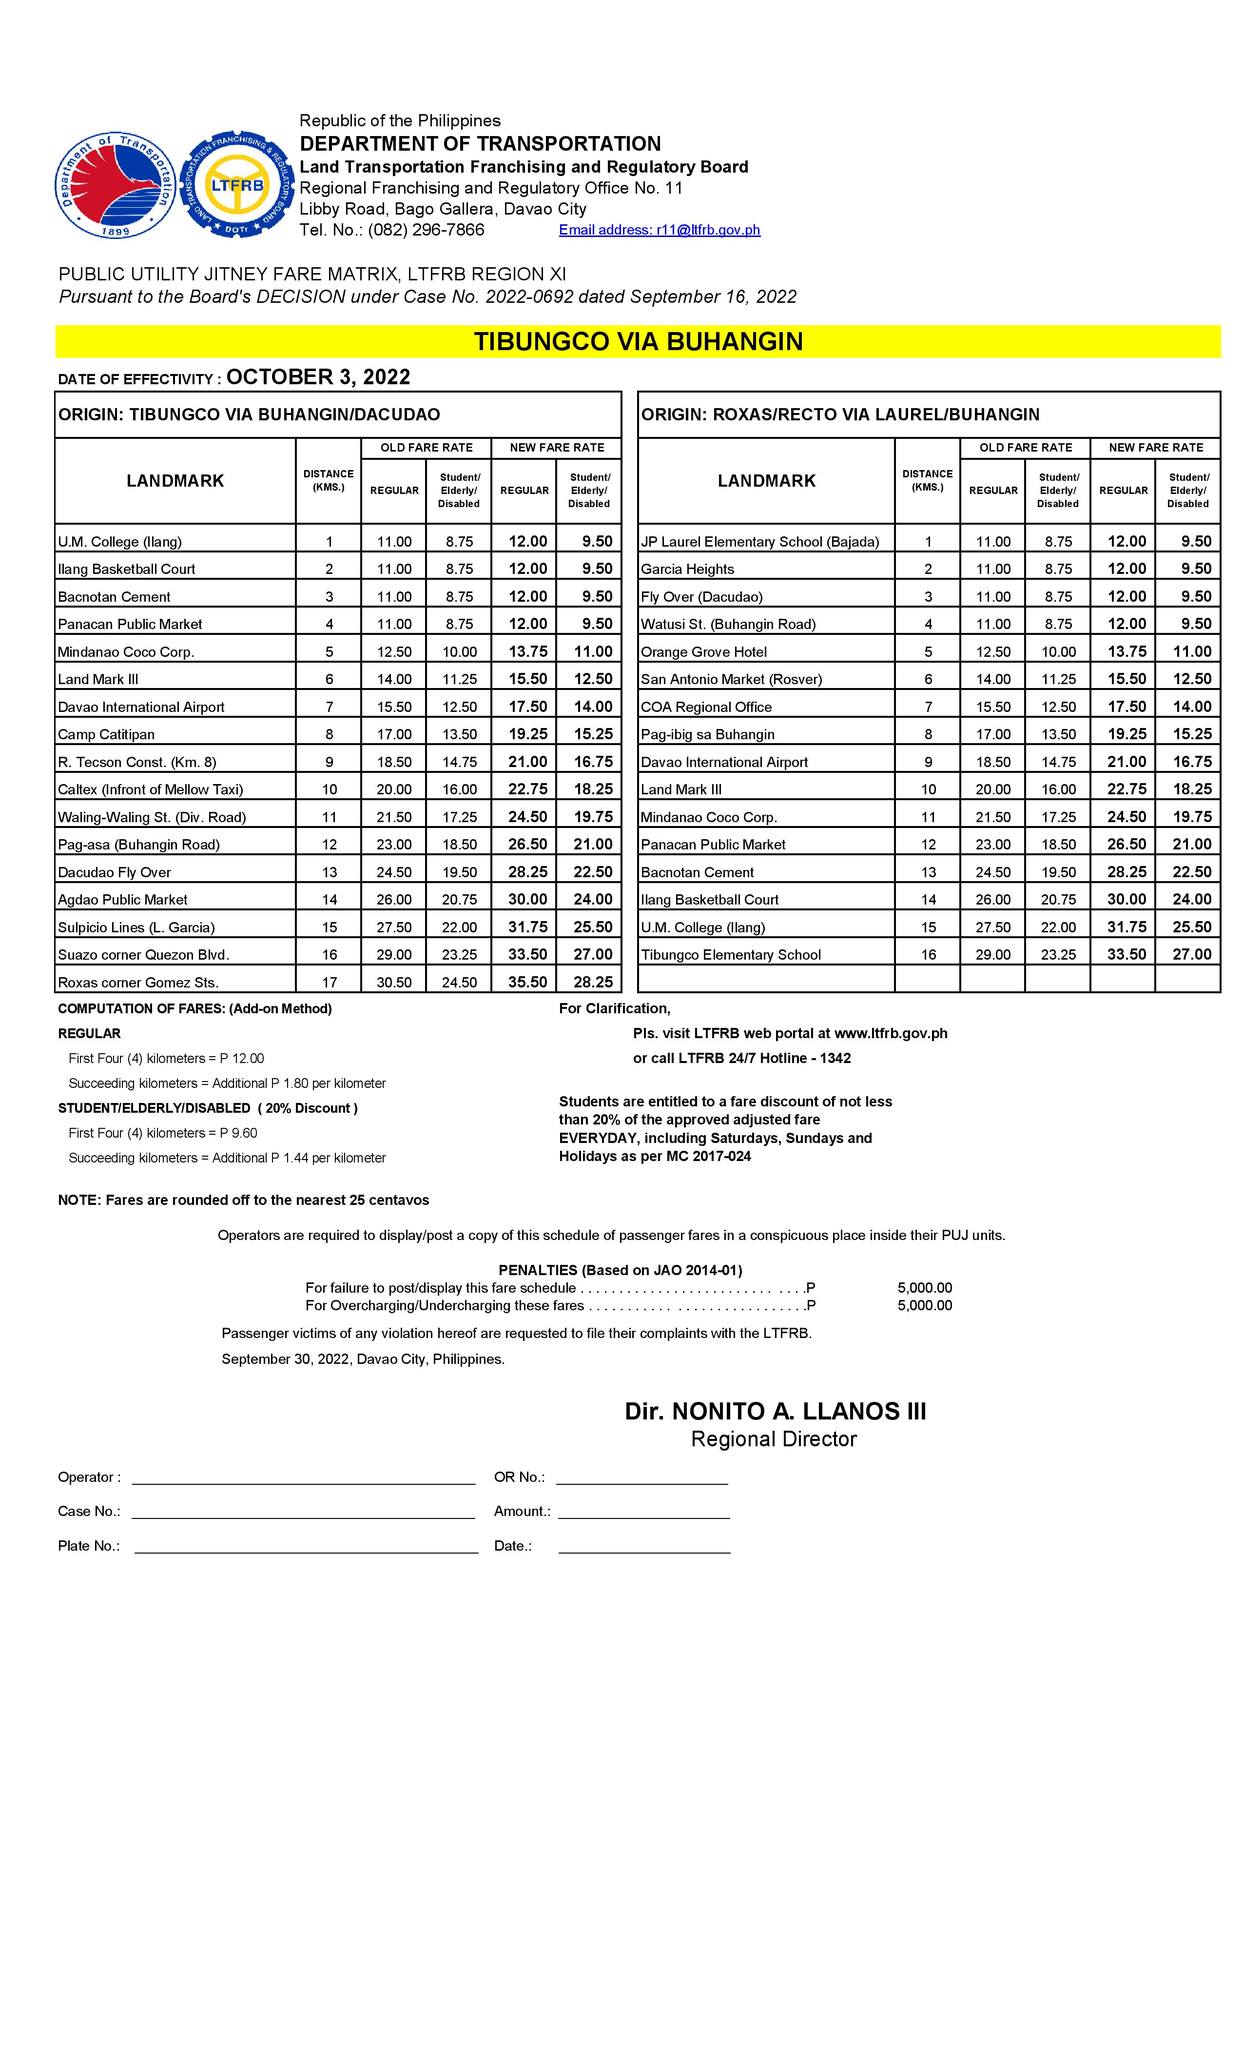 Republic of the Philippines
DEPARTMENT OF TRANSPORTATION
Land Transportation Franchising and Regulatory Board
Regional Franchising and Regulatory Office No. 11
Libby Road, Bago Gallera, Davao City
Tel. No.: (082) 296-7866 Email address: r11@ltfrb.gov.ph
Department of Transportation
1899
LAND TRANSPORTATION FRANCHISING & REGULATORY BOARD
LTFRB
DOTr
PUBLIC UTILITY JITNEY FARE MATRIX, LTFRB REGION XI
Pursuant to the Board's DECISION under Case No. 2022-0692 dated September 16, 2022
TIBUNGCO VIA BUHANGIN
DATE OF EFFECTIVITY : OCTOBER 3, 2022
ORIGIN: TIBUNGCO VIA BUHANGIN/DACUDAO
LANDMARK DISTANCE (KMS.) OLD FARE RATE NEW FARE RATE
REGULAR Student/ Elderly/ Disabled REGULAR Student/ Elderly/ Disabled
U.M. College (Ilang) 1 11.00 8.75 12.00 9.50
Ilang Basketball Court 2 11.00 8.75 12.00 9.50
Bacnotan Cement 3 11.00 8.75 12.00 9.50
Panacan Public Market 4 11.00 8.75 12.00 9.50
Mindanao Coco Corp. 5 12.50 10.00 13.75 11.00
Land Mark III 6 14.00 11.25 15.50 12.50
Davao International Airport 7 15.50 12.50 17.50 14.00
Camp Catitipan 8 17.00 13.50 19.25 15.25
R. Tecson Const. (Km. 8) 9 18.50 14.75 21.00 16.75
Caltex (Infront of Mellow Taxi) 10 20.00 16.00 22.75 18.25
Waling-Waling St. (Div. Road) 11 21.50 17.25 24.50 19.75
Pag-asa (Buhangin Road) 12 23.00 18.50 26.50 21.00
Dacudao Fly Over 13 24.50 19.50 28.25 22.50
Agdao Public Market 14 26.00 20.75 30.00 24.00
Sulpicio Lines (L. Garcia) 15 27.50 22.00 31.75 25.50
Suazo corner Quezon Blvd. 16 29.00 23.25 33.50 27.00
Roxas corner Gomez Sts. 17 30.50 24.50 35.50 28.25
ORIGIN: ROXAS/RECTO VIA LAUREL/BUHANGIN
LANDMARK DISTANCE (KMS.) OLD FARE RATE NEW FARE RATE
REGULAR Student/ Elderly/ Disabled REGULAR Student/ Elderly/ Disabled
JP Laurel Elementary School (Bajada) 1 11.00 8.75 12.00 9.50
Garcia Heights 2 11.00 8.75 12.00 9.50
Fly Over (Dacudao) 3 11.00 8.75 12.00 9.50
Watusi St. (Buhangin Road) 4 11.00 8.75 12.00 9.50
Orange Grove Hotel 5 12.50 10.00 13.75 11.00
San Antonio Market (Rosver) 6 14.00 11.25 15.50 12.50
COA Regional Office 7 15.50 12.50 17.50 14.00
Pag-ibig sa Buhangin 8 17.00 13.50 19.25 15.25
Davao International Airport 9 18.50 14.75 21.00 16.75
Land Mark III 10 20.00 16.00 22.75 18.25
Mindanao Coco Corp. 11 21.50 17.25 24.50 19.75
Panacan Public Market 12 23.00 18.50 26.50 21.00
Bacnotan Cement 13 24.50 19.50 28.25 22.50
Ilang Basketball Court 14 26.00 20.75 30.00 24.00
U.M. College (Ilang) 15 27.50 22.00 31.75 25.50
Tibungco Elementary School 16 29.00 23.25 33.50 27.00
COMPUTATION OF FARES: (Add-on Method)
REGULAR
First Four (4) kilometers = P 12.00
Succeeding kilometers = Additional P 1.80 per kilometer
STUDENT/ELDERLY/DISABLED ( 20% Discount )
First Four (4) kilometers = P 9.60
Succeeding kilometers = Additional P 1.44 per kilometer
For Clarification,
Pls. visit LTFRB web portal at www.ltfrb.gov.ph
or call LTFRB 24/7 Hotline - 1342
Students are entitled to a fare discount of not less
than 20% of the approved adjusted fare
EVERYDAY, including Saturdays, Sundays and
Holidays as per MC 2017-024
NOTE: Fares are rounded off to the nearest 25 centavos
Operators are required to display/post a copy of this schedule of passenger fares in a conspicuous place inside their PUJ units.
PENALTIES (Based on JAO 2014-01)
For failure to post/display this fare schedule . . . . . . . . . . . . . . . . . . . . . . . . . . . . .P 5,000.00
For Overcharging/Undercharging these fares . . . . . . . . . . . . . . . . . . . . . . . . . . . .P 5,000.00
Passenger victims of any violation hereof are requested to file their complaints with the LTFRB.
September 30, 2022, Davao City, Philippines.
Dir. NONITO A. LLANOS III
Regional Director
Operator : OR No.:
Case No.: Amount.:
Plate No.: Date.: